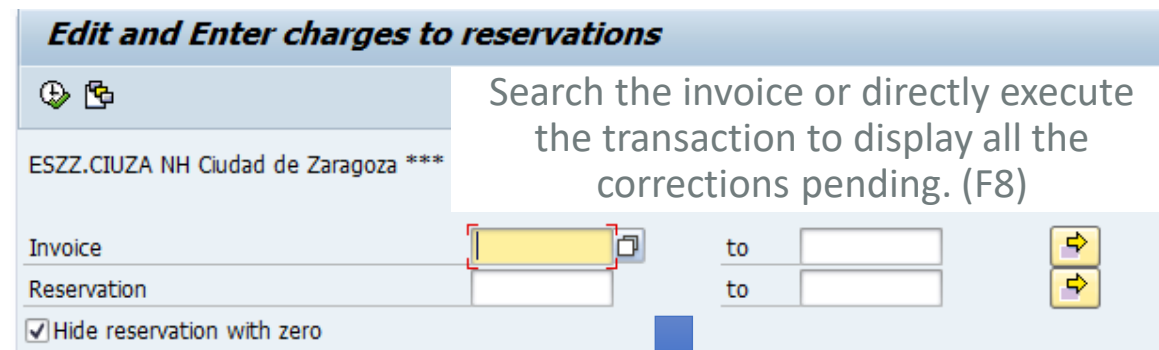 Edit and Enter charges to reservations
Search the invoice or directly execute
the transaction to display all the
corrections pending. (F8)
ESZZ.CIUZA NH Ciudad de Zaragoza ***
Invoice to
Reservation to
Hide reservation with zero